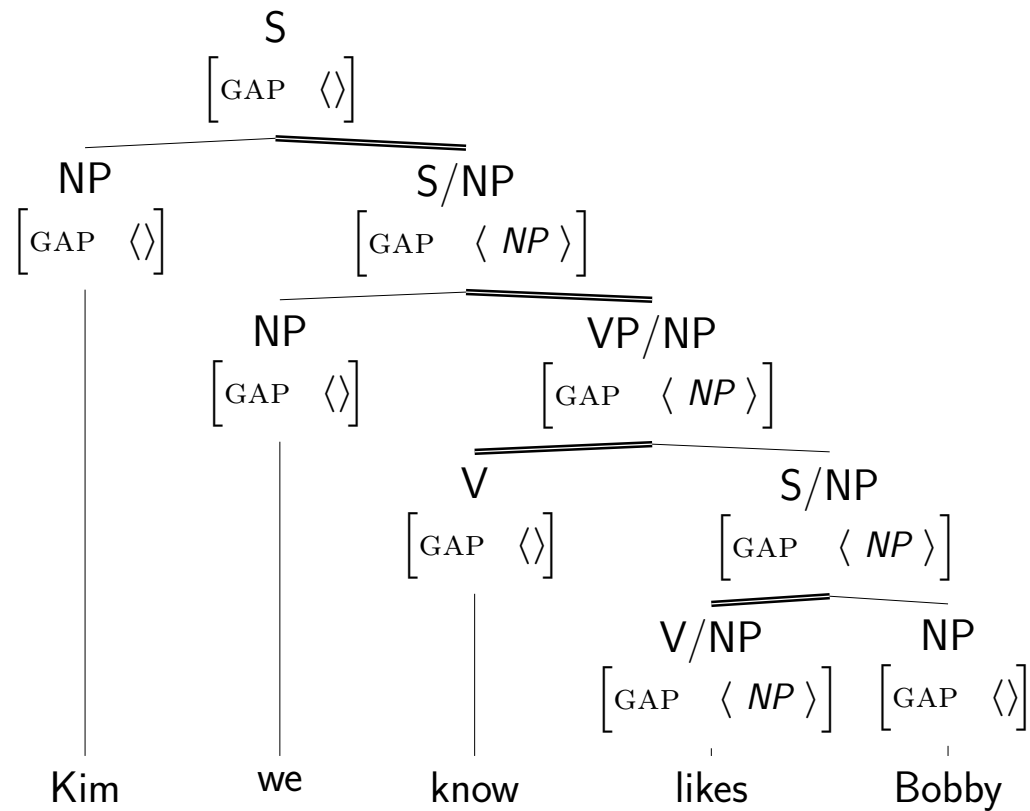 S
[GAP ⟨⟩]
NP S/NP
[GAP ⟨⟩] [GAP ⟨ NP ⟩]
NP VP/NP
[GAP ⟨⟩] [GAP ⟨ NP ⟩]
V S/NP
[GAP ⟨⟩] [GAP ⟨ NP ⟩]
V/NP NP
[GAP ⟨ NP ⟩] [GAP ⟨⟩]
Kim we know likes Bobby